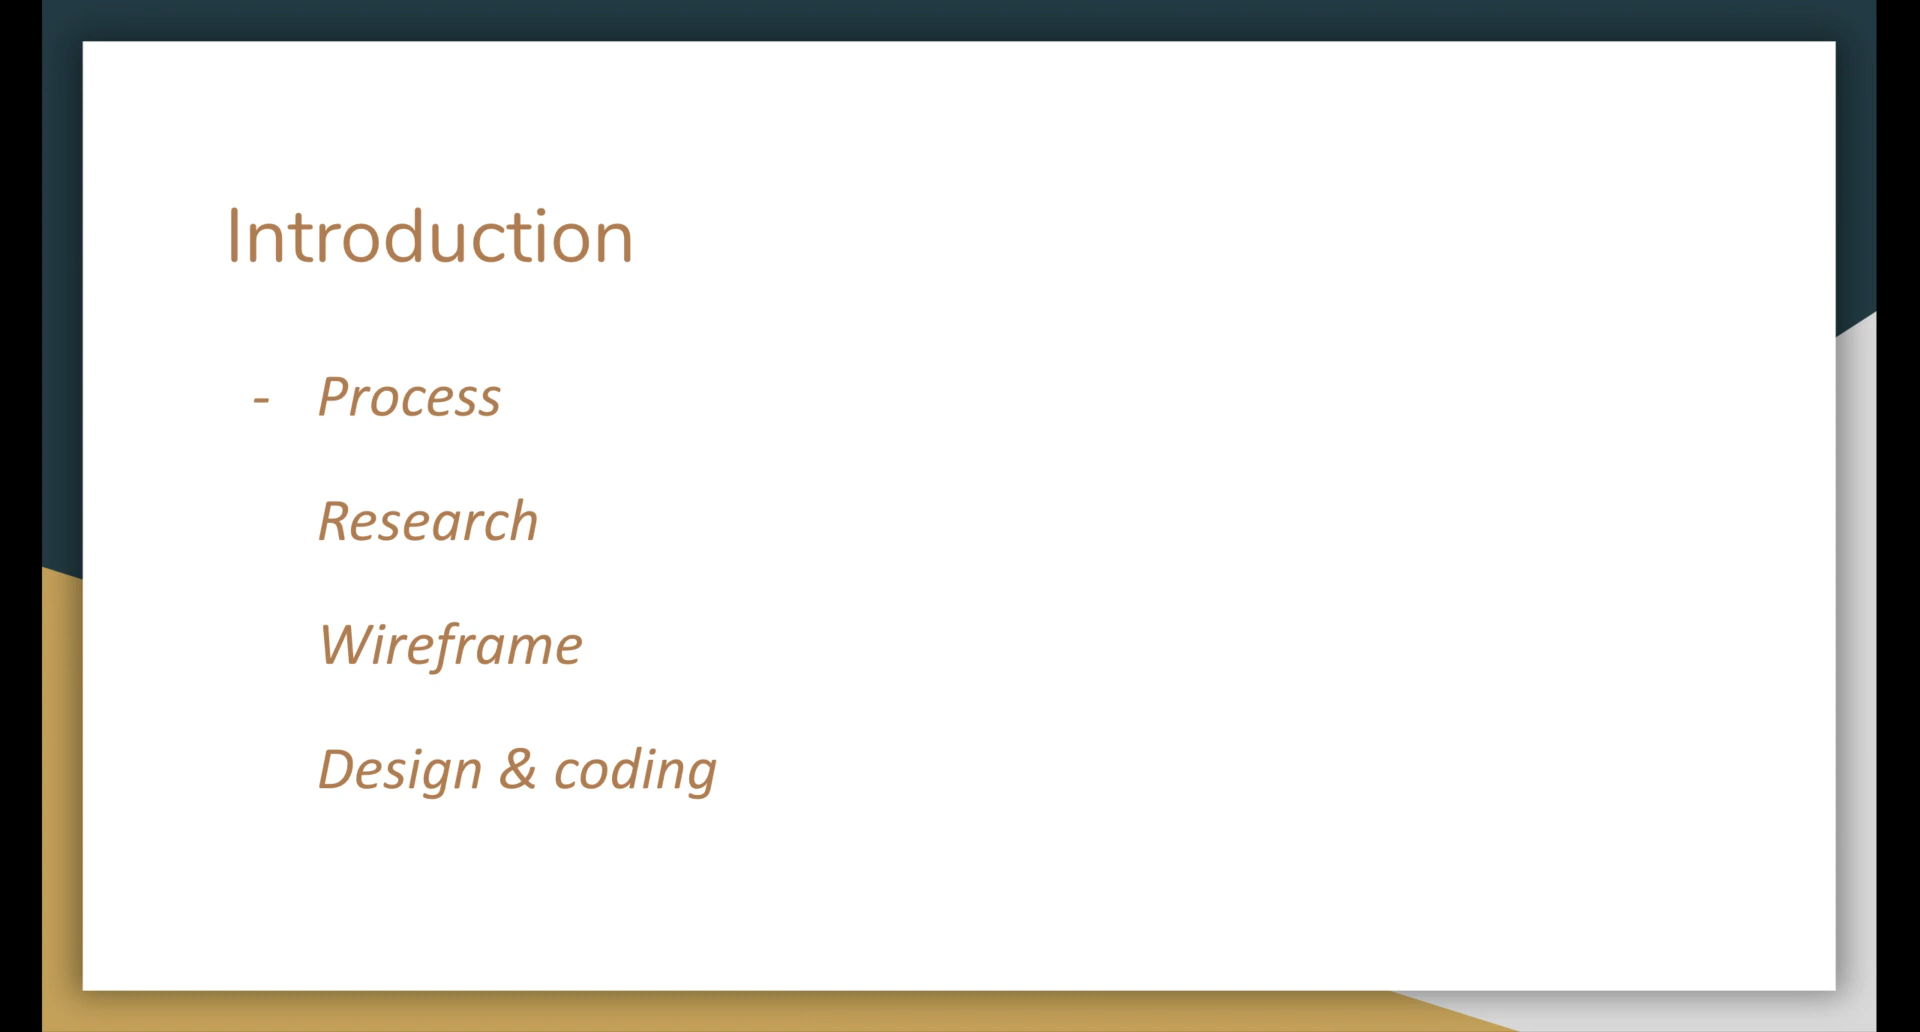 Introduction
- Process
Research
Wireframe
Design & coding